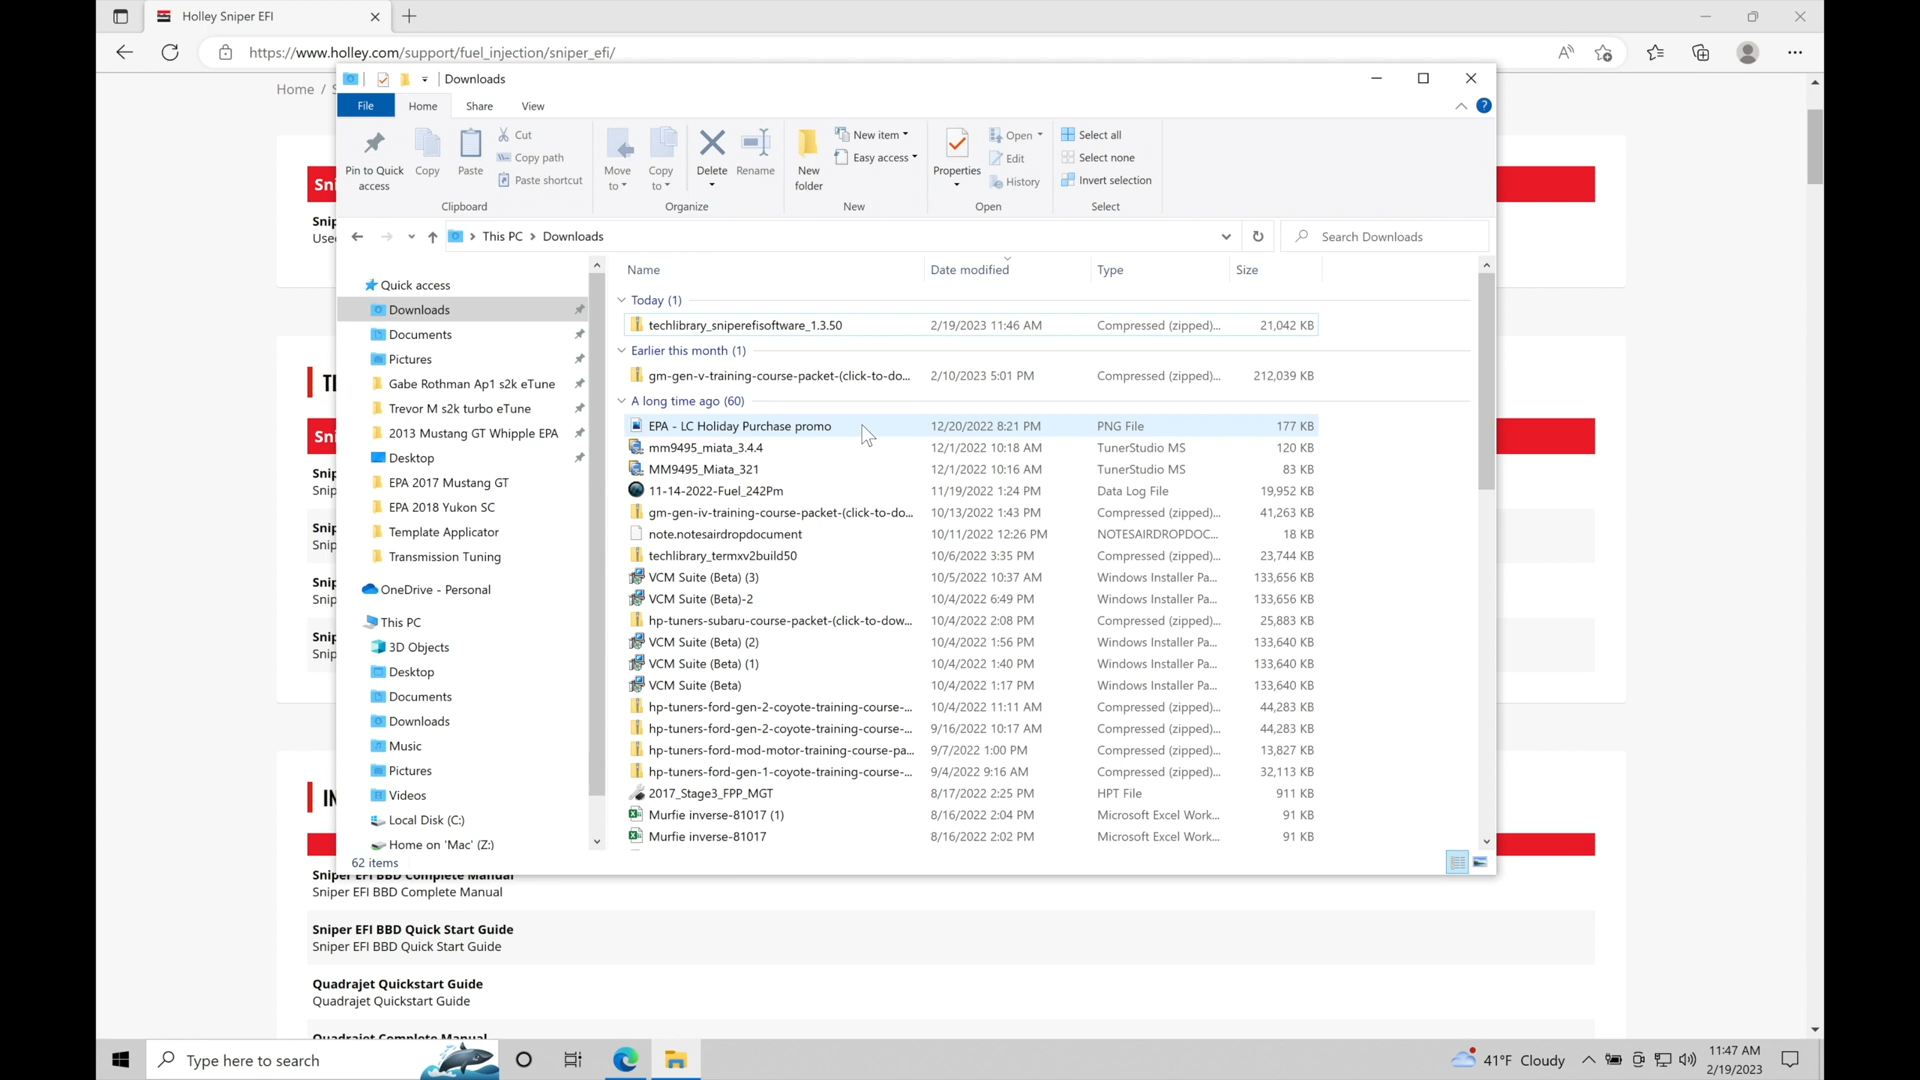 Holley Sniper EFI
https://www.holley.com/support/fuel_injection/sniper_efi/
Home /
Downloads
File Home Share View
Pin to Quick access
Copy
Paste
Cut
Copy path
Paste shortcut
Move to
Copy to
Delete
Rename
New folder
New item
Easy access
Properties
Open
Edit
History
Select all
Select none
Invert selection
Clipboard Organize New Open Select
This PC > Downloads
Search Downloads
Quick access
Downloads
Documents
Pictures
Gabe Rothman Ap1 s2k eTune
Trevor M s2k turbo eTune
2013 Mustang GT Whipple EPA
Desktop
EPA 2017 Mustang GT
EPA 2018 Yukon SC
Template Applicator
Transmission Tuning
OneDrive - Personal
This PC
3D Objects
Desktop
Documents
Downloads
Music
Pictures
Videos
Local Disk (C:)
Home on 'Mac' (Z:)
62 items
Name Date modified Type Size
Today (1)
techlibrary_sniperefisoftware_1.3.50 2/19/2023 11:46 AM Compressed (zipped)... 21,042 KB
Earlier this month (1)
gm-gen-v-training-course-packet-(click-to-do... 2/10/2023 5:01 PM Compressed (zipped)... 212,039 KB
A long time ago (60)
EPA - LC Holiday Purchase promo 12/20/2022 8:21 PM PNG File 177 KB
mm9495_miata_3.4.4 12/1/2022 10:18 AM TunerStudio MS 120 KB
MM9495_Miata_321 12/1/2022 10:16 AM TunerStudio MS 83 KB
11-14-2022-Fuel_242Pm 11/19/2022 1:24 PM Data Log File 19,952 KB
gm-gen-iv-training-course-packet-(click-to-do... 10/13/2022 1:43 PM Compressed (zipped)... 41,263 KB
note.notesairdropdocument 10/11/2022 12:26 PM NOTESAIRDROPDOC... 18 KB
techlibrary_termxv2build50 10/6/2022 3:35 PM Compressed (zipped)... 23,744 KB
VCM Suite (Beta) (3) 10/5/2022 10:37 AM Windows Installer Pa... 133,656 KB
VCM Suite (Beta)-2 10/4/2022 6:49 PM Windows Installer Pa... 133,656 KB
hp-tuners-subaru-course-packet-(click-to-dow... 10/4/2022 2:08 PM Compressed (zipped)... 25,883 KB
VCM Suite (Beta) (2) 10/4/2022 1:56 PM Windows Installer Pa... 133,640 KB
VCM Suite (Beta) (1) 10/4/2022 1:40 PM Windows Installer Pa... 133,640 KB
VCM Suite (Beta) 10/4/2022 1:17 PM Windows Installer Pa... 133,640 KB
hp-tuners-ford-gen-2-coyote-training-course-... 10/4/2022 11:11 AM Compressed (zipped)... 44,283 KB
hp-tuners-ford-gen-2-coyote-training-course-... 9/16/2022 10:17 AM Compressed (zipped)... 44,283 KB
hp-tuners-ford-mod-motor-training-course-pa... 9/7/2022 1:00 PM Compressed (zipped)... 13,827 KB
hp-tuners-ford-gen-1-coyote-training-course-... 9/4/2022 9:16 AM Compressed (zipped)... 32,113 KB
2017_Stage3_FPP_MGT 8/17/2022 2:25 PM HPT File 911 KB
Murfie inverse-81017 (1) 8/16/2022 2:04 PM Microsoft Excel Work... 91 KB
Murfie inverse-81017 8/16/2022 2:02 PM Microsoft Excel Work... 91 KB
Sniper EFI BBD Complete Manual
Sniper EFI BBD Complete Manual
Sniper EFI BBD Quick Start Guide
Sniper EFI BBD Quick Start Guide
Quadrajet Quickstart Guide
Quadrajet Quickstart Guide
Quadrajet Complete Manual
Type here to search
41°F Cloudy
11:47 AM
2/19/2023